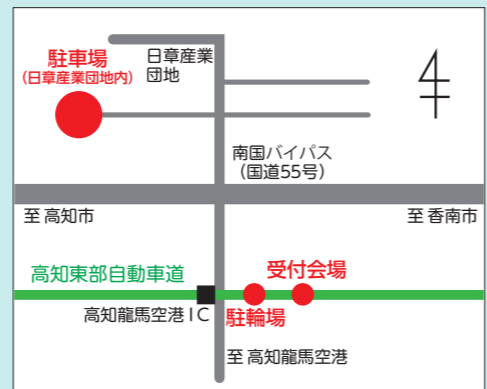 駐車場
(日章産業団地内)
日章産業
団地
南国バイパス
(国道55号)
至 高知市
至 香南市
高知東部自動車道
受付会場
高知龍馬空港IC
駐輪場
至 高知龍馬空港